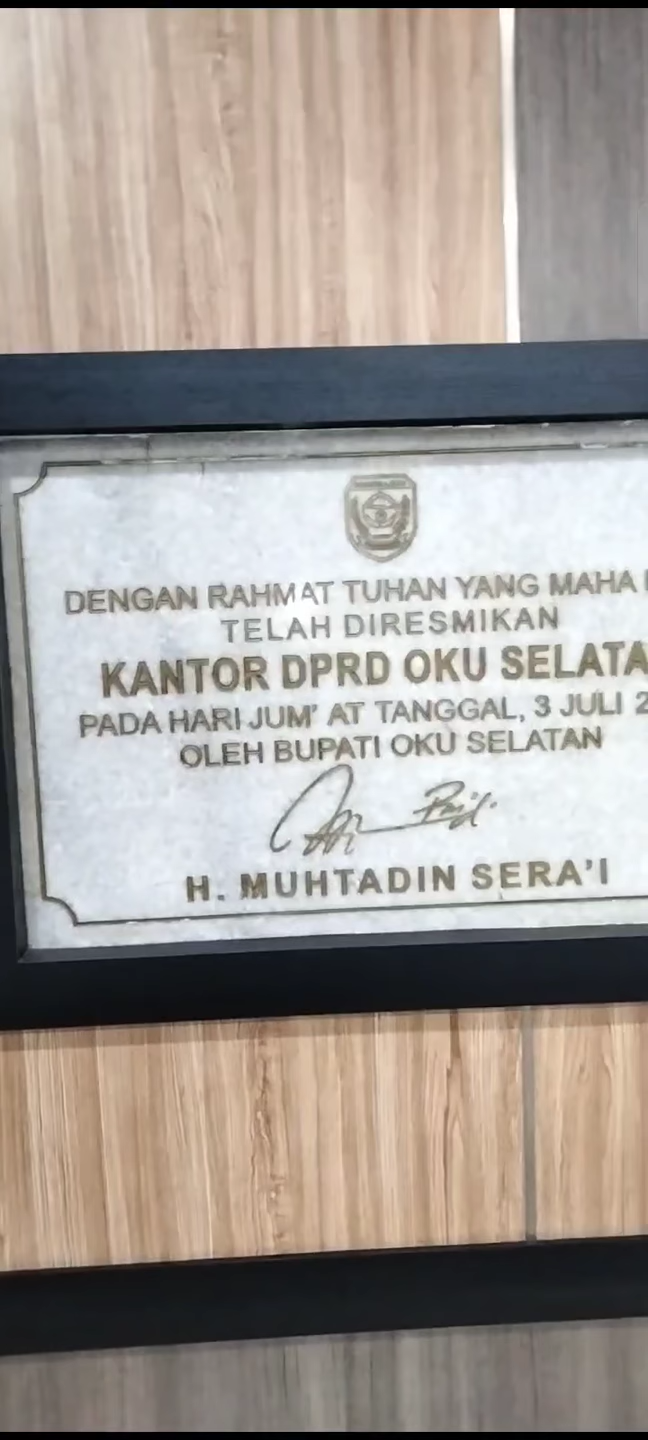 DENGAN RAHMAT TUHAN YANG MAHA
TELAH DIRESMIKAN
KANTOR DPRD OKU SELATA
PADA HARI JUM' AT TANGGAL, 3 JULI 2
OLEH BUPATI OKU SELATAN
H. MUHTADIN SERA'I